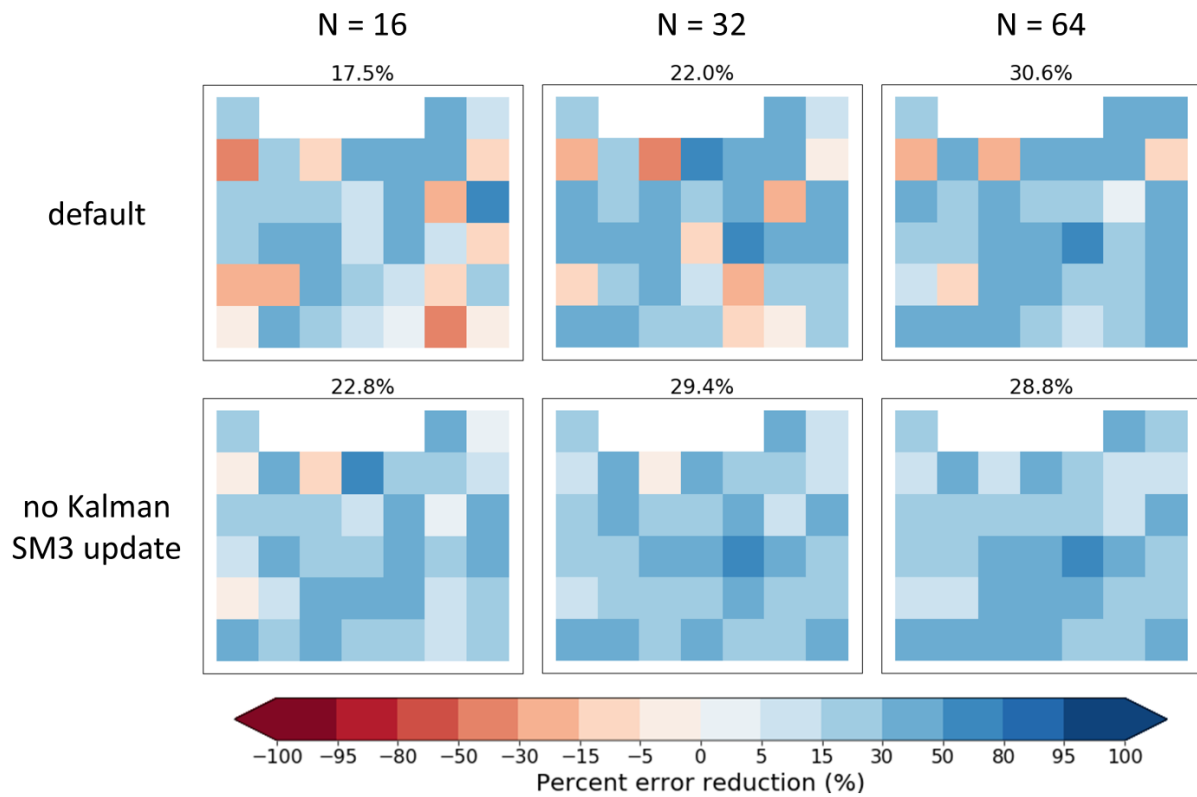 N = 16
N = 32
N = 64
17.5%
22.0%
30.6%
default
22.8%
29.4%
28.8%
no Kalman
SM3 update
−100 −95 −80 −50 −30 −15 −5 0 5 15 30 50 80 95 100
Percent error reduction (%)